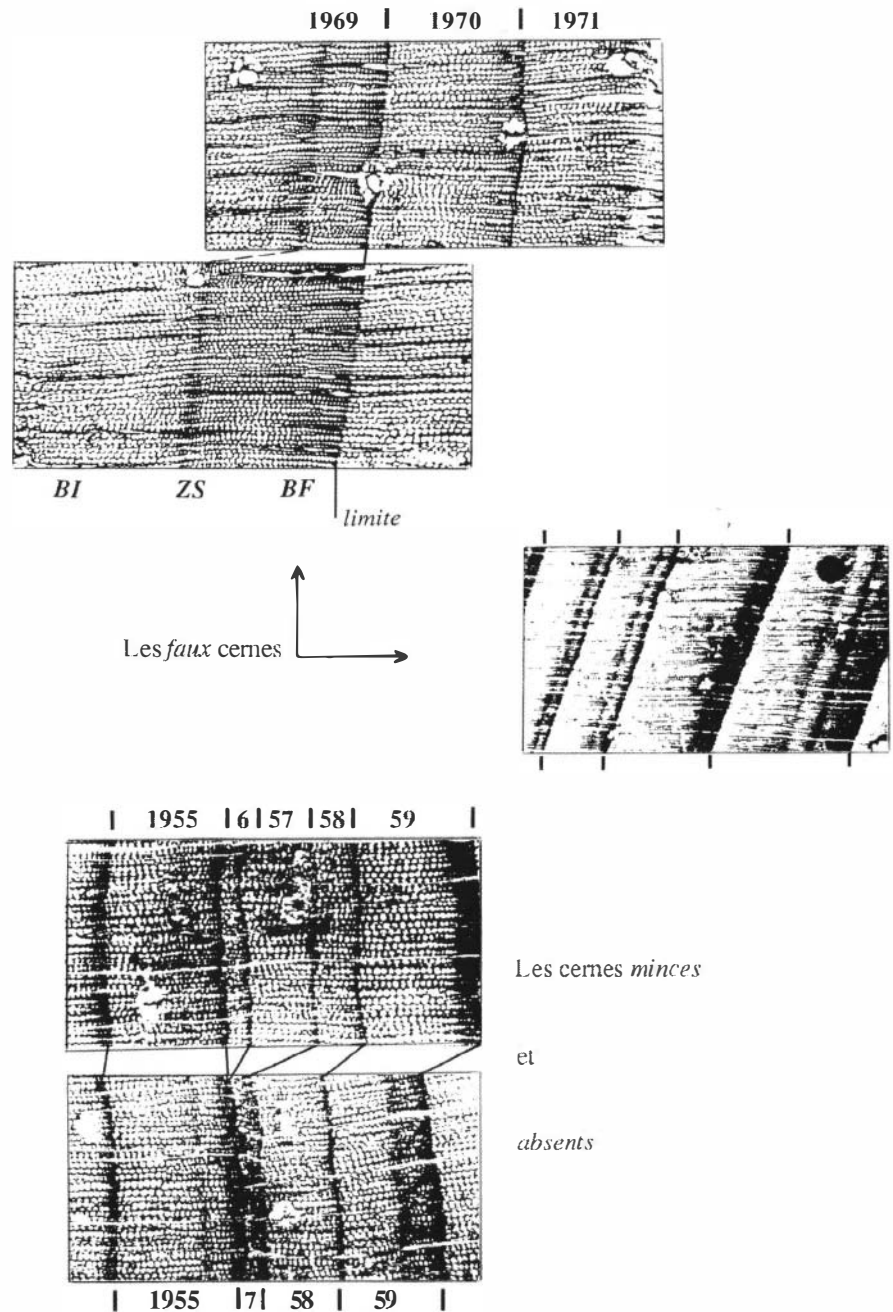 1969 | 1970 | 1971
BI ZS BF
limite
Les faux cernes
| 1955 | 6 | 57 | 58 | 59 |
Les cernes minces
et
absents
| 1955 | 7 | 58 | 59 |